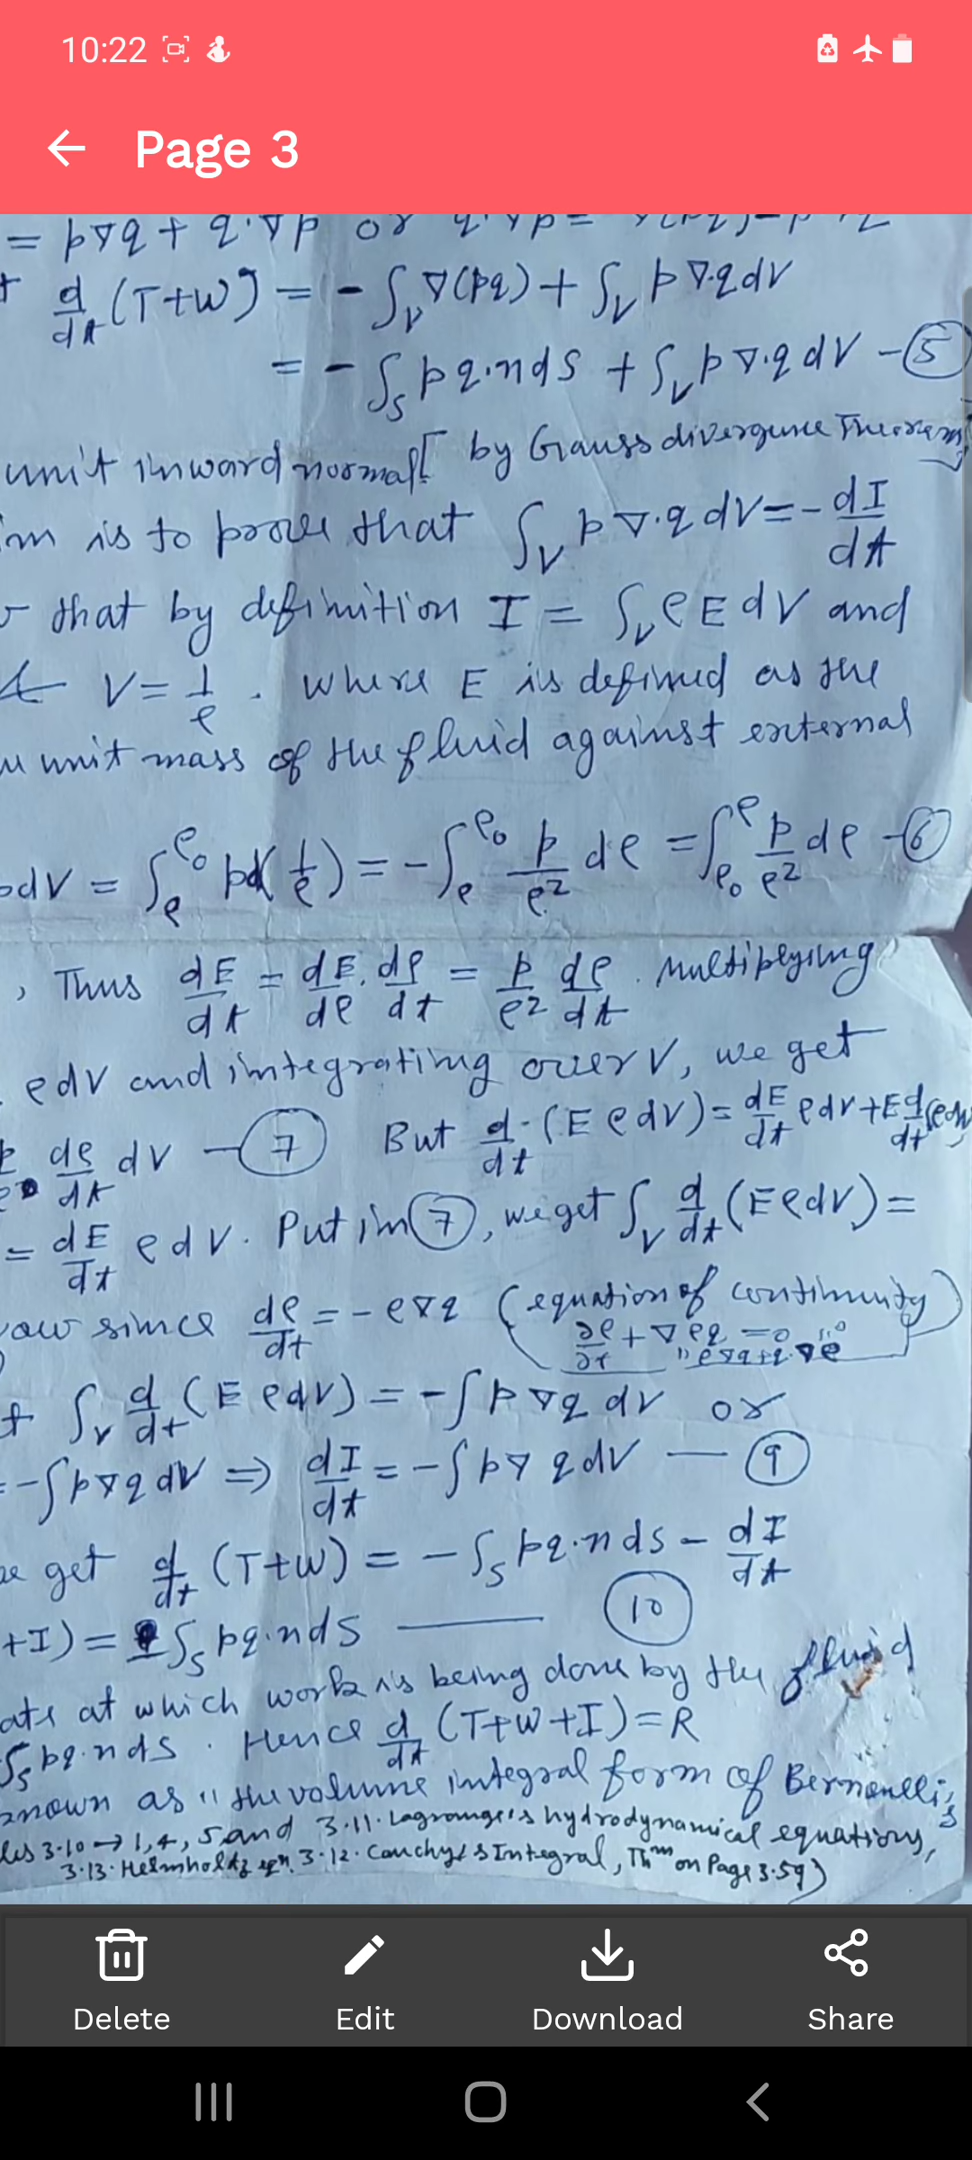 10:22
Page 3
= p∇q + q.∇p or
d/dt (T+W) = - ∫v ∇(pq) + ∫v p ∇.q dV
= - ∫s p q.n ds + ∫v p ∇.q dV - (5)
unit inward normal [ by Gauss divergence Theorem]
is to prove that ∫v p ∇.q dV = - dI/dt
that by definition I = ∫v ρ E dV and
V = 1/ρ . where E is defined as the
unit mass of the fluid against external
pdV = ∫ρ^ρ0 pd(1/ρ) = - ∫ρ^ρ0 p/ρ² dρ = ∫ρ0^ρ p/ρ² dρ - (6)
, Thus dE/dt = dE/dρ . dρ/dt = p/ρ² dρ/dt . Multiplying
ρdV and integrating over V, we get
dρ/dt dV - (7) But d/dt . (E ρ dV) = dE/dt ρdV + E d/dt (ρdV)
= dE/dt ρ dV. Put in (7), we get ∫v d/dt (E ρ dV) =
since dρ/dt = - ρ∇q (equation of continuity)
∂ρ/∂t + ∇ρq = 0
"ρ∇q+q.∇ρ
∫v d/dt (E ρdV) = - ∫ p ∇q dV or
= - ∫ p∇q dV ⇒ dI/dt = - ∫ p∇ q dV — (9)
get d/dt (T+W) = - ∫s pq.n ds - dI/dt
+I) = ∫s pq.n ds — (10)
at which work is being done by the fluid
∫s pq.n ds . Hence d/dt (T+W+I) = R
known as " the volume integral form of Bernoulli's
3.10 → 1, 4, 5 and 3.11. Lagrange's hydrodynamical equations,
3.13. Helmholtz eqn. 3.12. Cauchy's Integral, Thm on Page 3.59)
Delete
Edit
Download
Share